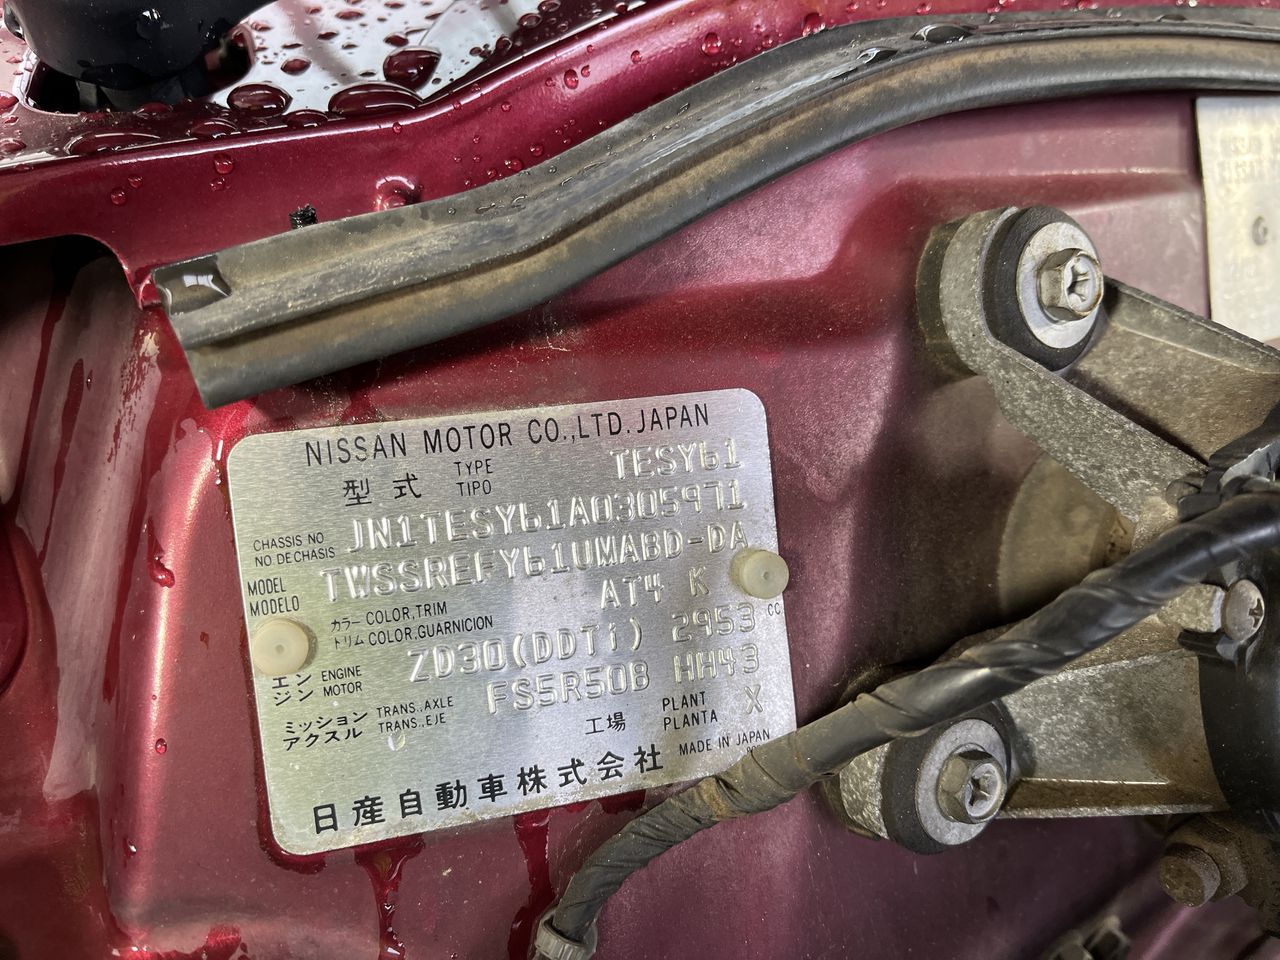 NISSAN MOTOR CO.,LTD. JAPAN
型式 TYPE TIPO TESY61
CHASSIS NO NO. DE CHASIS JN1TESY61A0305971
MODEL MODELO TWSSREFY61UMABD-DA
カラー COLOR,TRIM AT4 K
トリム COLOR,GUARNICION
エンジン ENGINE MOTOR ZD30(DDTi) 2953 CC
ミッション アクスル TRANS.,AXLE TRANS.,EJE FS5R50B HH43
工場 PLANT PLANTA X
日産自動車株式会社 MADE IN JAPAN